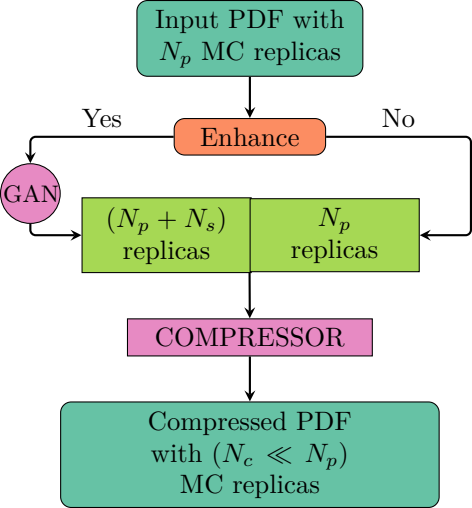 Input PDF with
N_p MC replicas
Yes
No
Enhance
GAN
(N_p + N_s)
replicas
N_p
replicas
COMPRESSOR
Compressed PDF
with (N_c ≪ N_p)
MC replicas